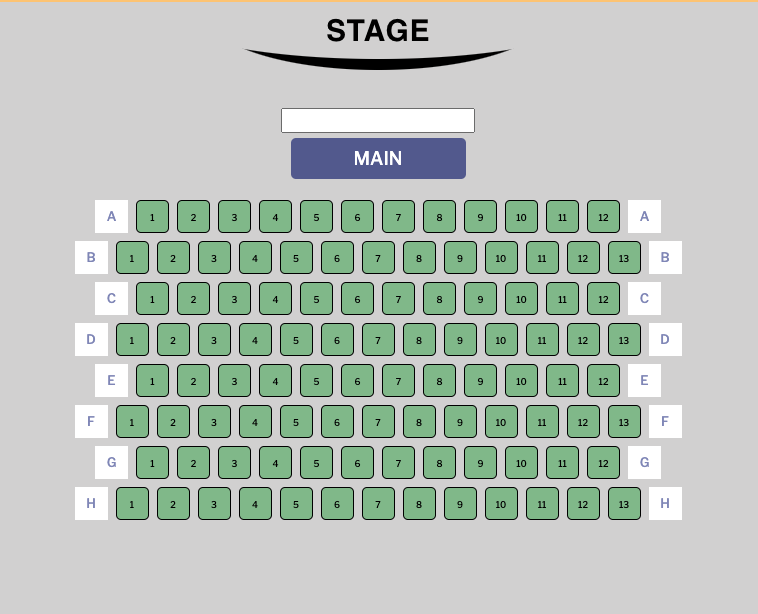 STAGE
MAIN
A 1 2 3 4 5 6 7 8 9 10 11 12 A
B 1 2 3 4 5 6 7 8 9 10 11 12 13 B
C 1 2 3 4 5 6 7 8 9 10 11 12 C
D 1 2 3 4 5 6 7 8 9 10 11 12 13 D
E 1 2 3 4 5 6 7 8 9 10 11 12 E
F 1 2 3 4 5 6 7 8 9 10 11 12 13 F
G 1 2 3 4 5 6 7 8 9 10 11 12 G
H 1 2 3 4 5 6 7 8 9 10 11 12 13 H